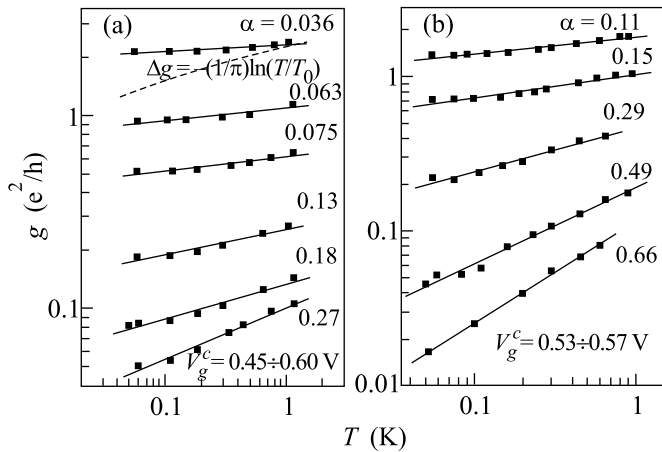 (a)
α = 0.036
Δg = -(1/π)ln(T/T₀)
0.063
0.075
0.13
0.18
0.27
V_g^c = 0.45÷0.60 V
1
0.1
g (e²/h)
0.1
1
(b)
α = 0.11
0.15
0.29
0.49
0.66
V_g^c = 0.53÷0.57 V
1
0.1
0.01
0.1
1
T (K)